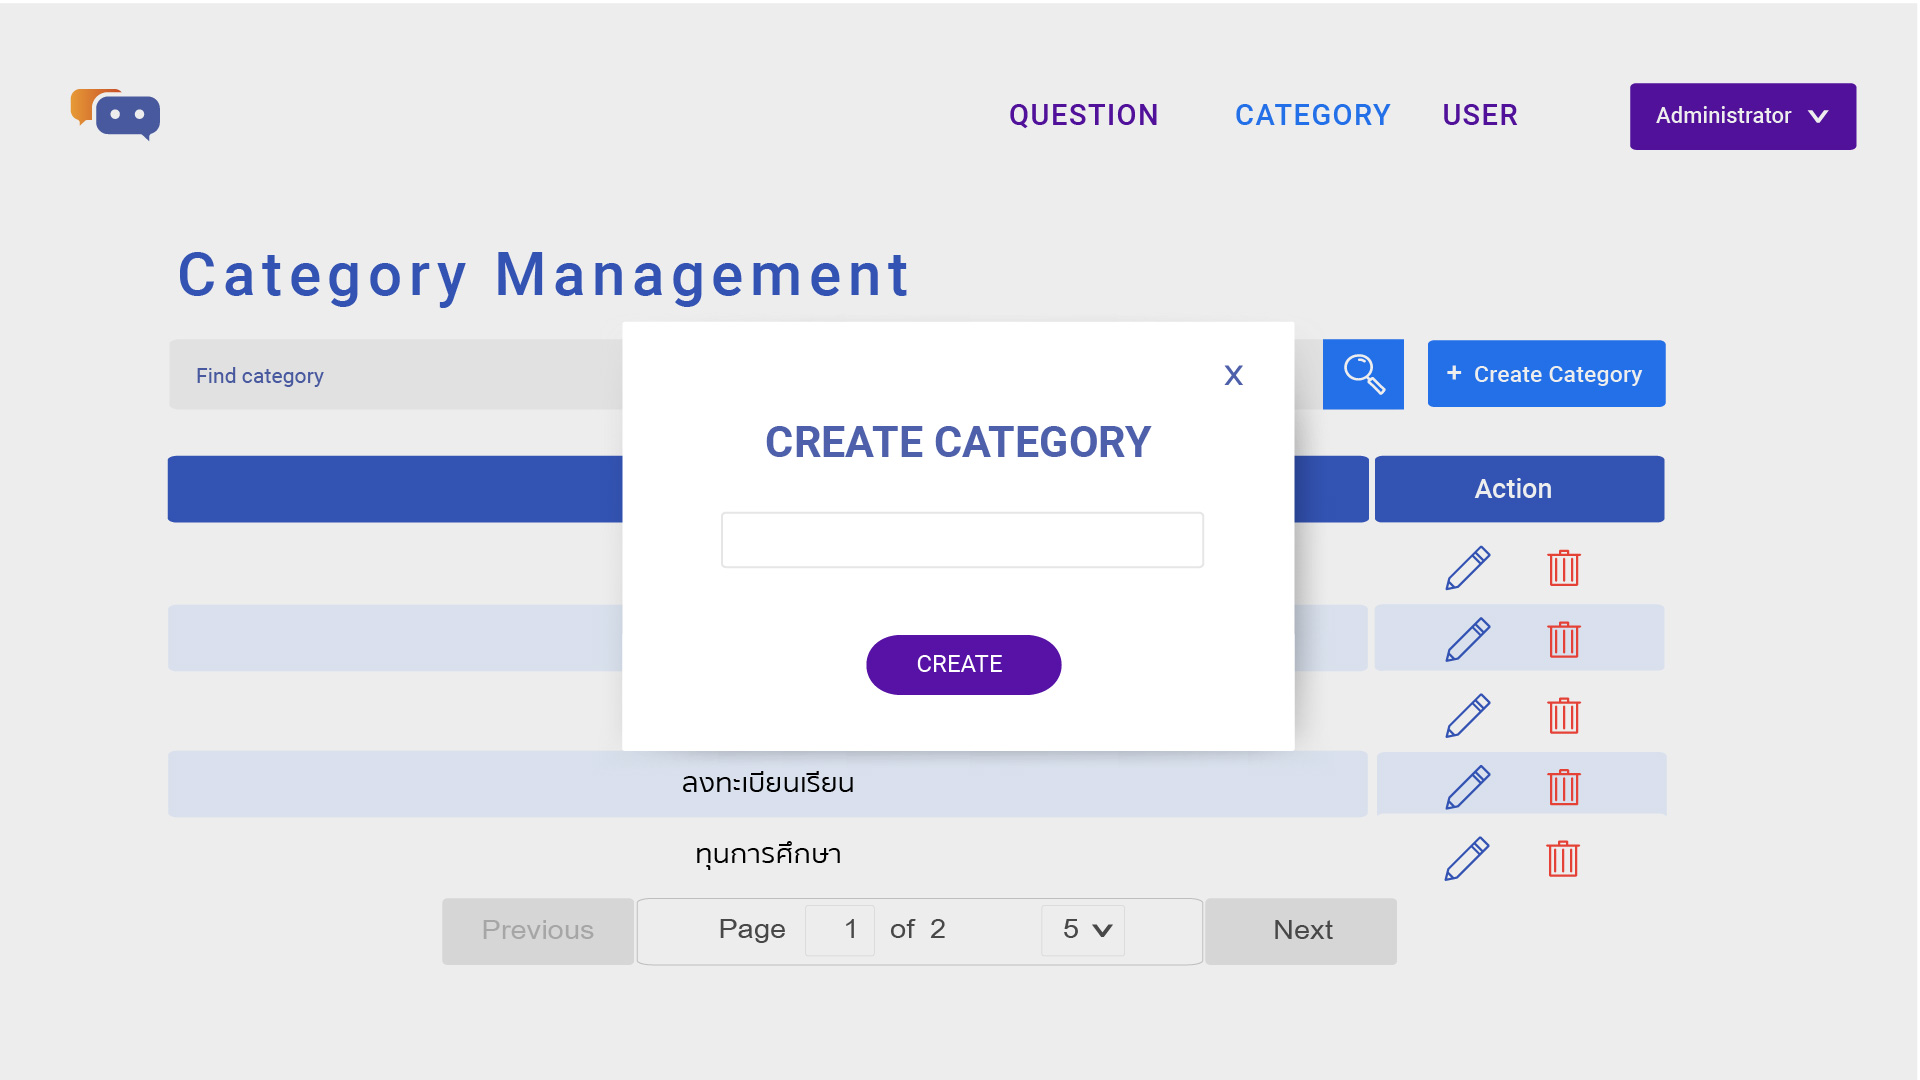 QUESTION CATEGORY USER Administrator
Category Management
Find category
+ Create Category
X
CREATE CATEGORY
Action
CREATE
ลงทะเบียนเรียน
ทุนการศึกษา
Previous Page 1 of 2 5 Next